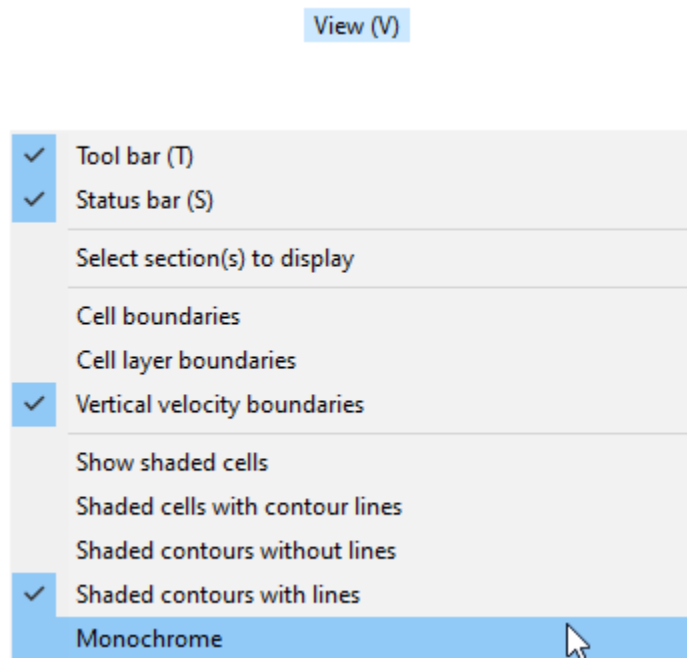 View (V)
Tool bar (T)
Status bar (S)
Select section(s) to display
Cell boundaries
Cell layer boundaries
Vertical velocity boundaries
Show shaded cells
Shaded cells with contour lines
Shaded contours without lines
Shaded contours with lines
Monochrome